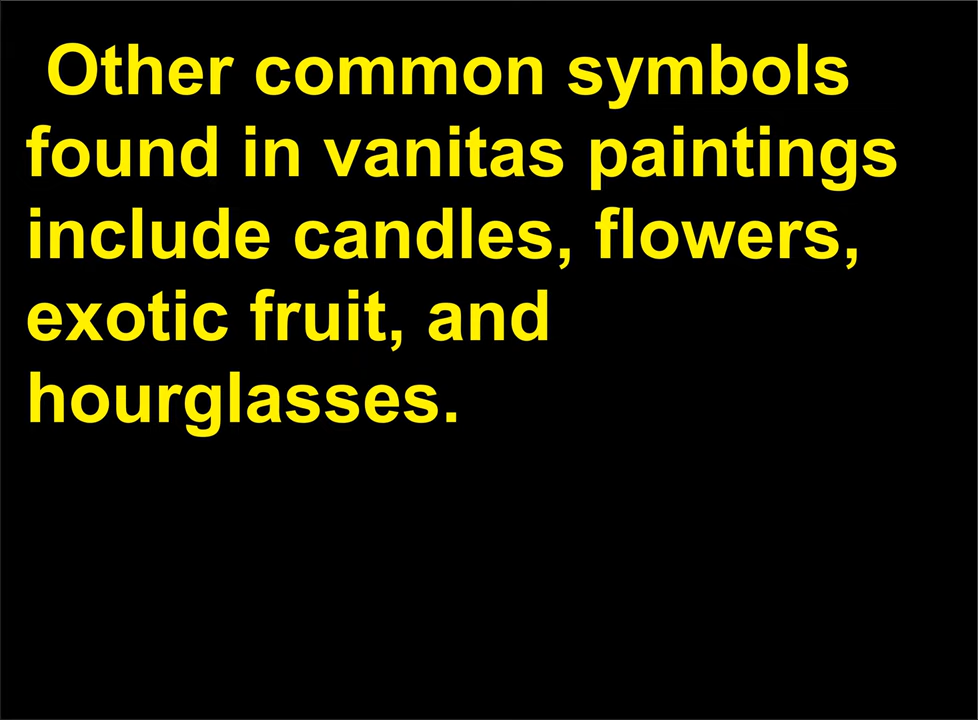 Other common symbols
found in vanitas paintings
include candles, flowers,
exotic fruit, and
hourglasses.